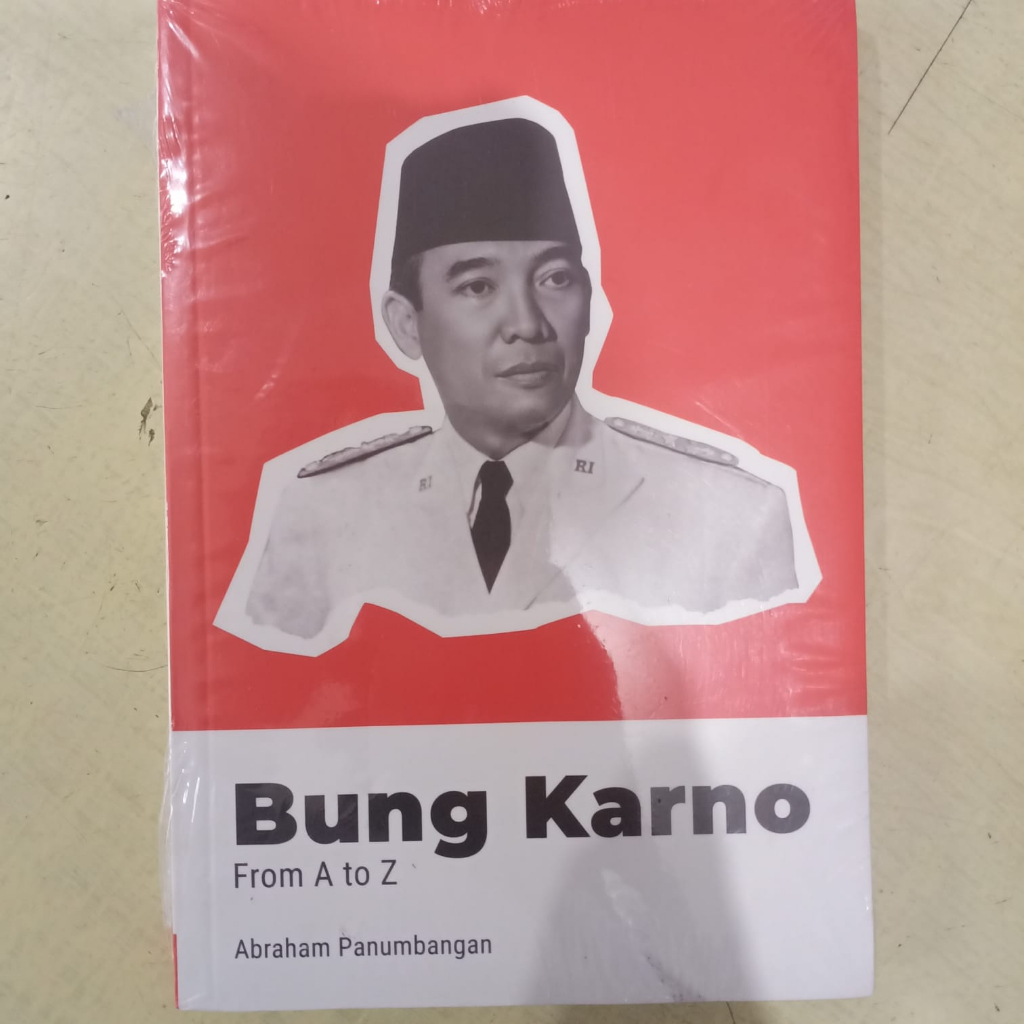 RI
RI
Bung Karno
From A to Z
Abraham Panumbangan